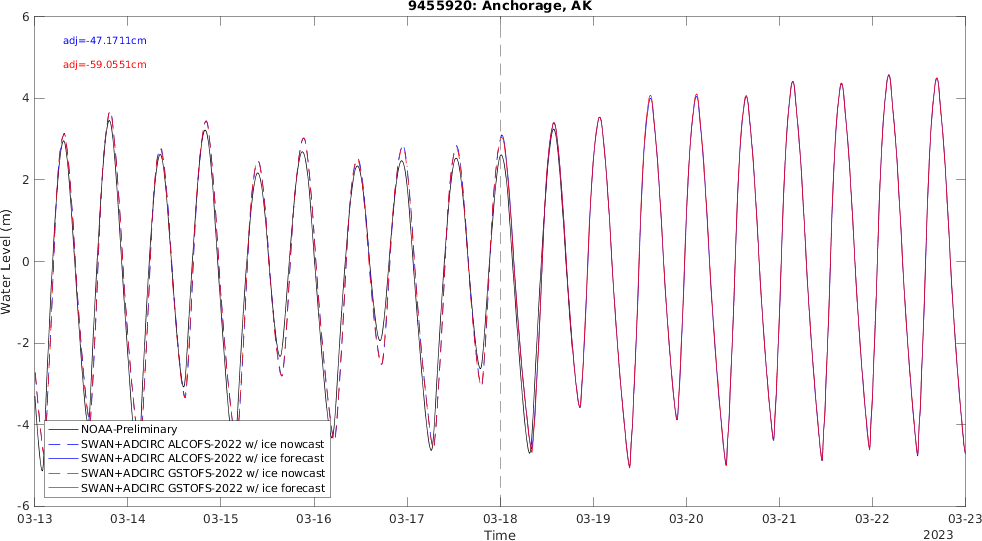 9455920: Anchorage, AK
adj=-47.1711cm
adj=-59.0551cm
Water Level (m)
6
4
2
0
-2
-4
-6
NOAA-Preliminary
SWAN+ADCIRC ALCOFS-2022 w/ ice nowcast
SWAN+ADCIRC ALCOFS-2022 w/ ice forecast
SWAN+ADCIRC GSTOFS-2022 w/ ice nowcast
SWAN+ADCIRC GSTOFS-2022 w/ ice forecast
03-13 03-14 03-15 03-16 03-17 03-18 03-19 03-20 03-21 03-22 03-23
Time
2023